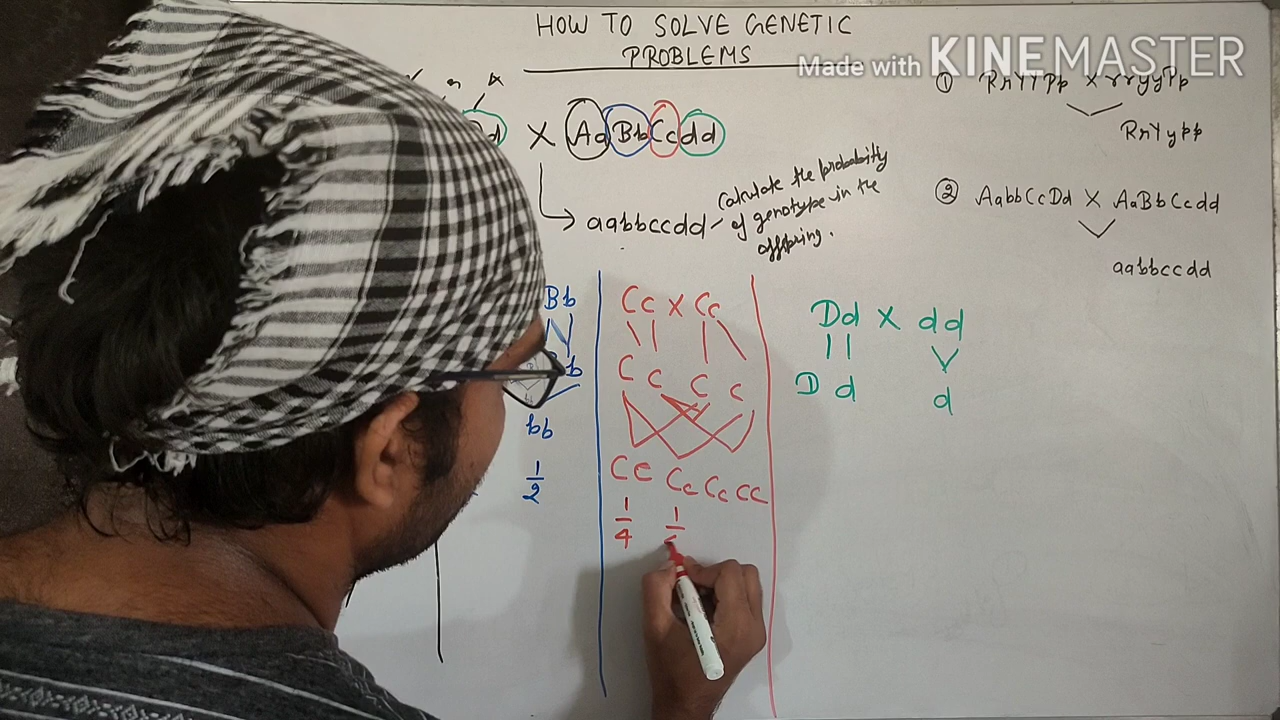 HOW TO SOLVE GENETIC
PROBLEMS
Made with KINEMASTER
d X AaBbCcdd
aabbccdd - calculate the probability
of genotype in the
offspring.
① RrYYPp X rryyPp
RrYypp
② AabbCcDd X AaBbCcdd
aabbccdd
Bb
b
bb
1/2
Cc X Cc
C c C c
CC Cc Cc cc
1/4 1/
Dd X dd
D d d